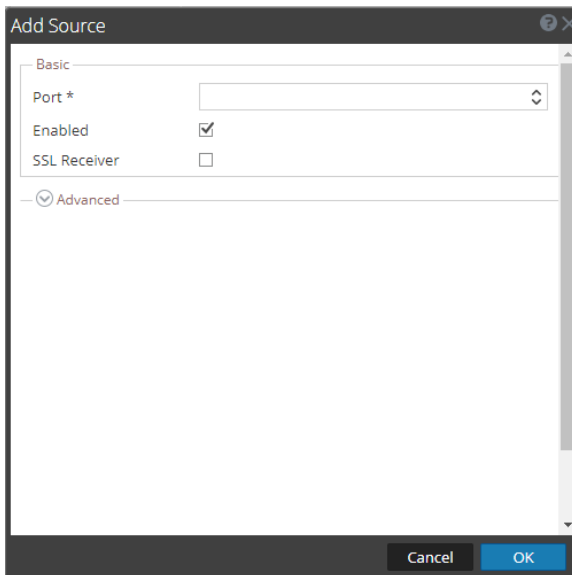 Add Source
Basic
Port *
Enabled
SSL Receiver
Advanced
Cancel OK